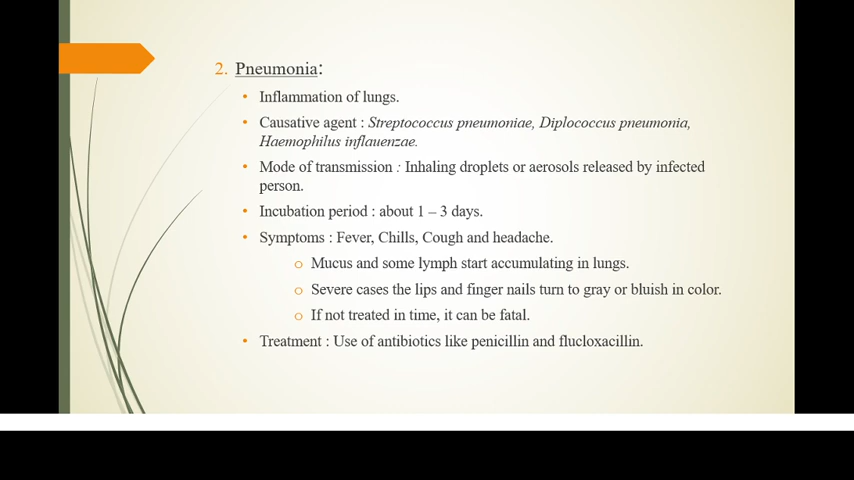 2. Pneumonia:
• Inflammation of lungs.
• Causative agent : Streptococcus pneumoniae, Diplococcus pneumonia,
Haemophilus inflauenzae.
• Mode of transmission : Inhaling droplets or aerosols released by infected
person.
• Incubation period : about 1 – 3 days.
• Symptoms : Fever, Chills, Cough and headache.
o Mucus and some lymph start accumulating in lungs.
o Severe cases the lips and finger nails turn to gray or bluish in color.
o If not treated in time, it can be fatal.
• Treatment : Use of antibiotics like penicillin and flucloxacillin.